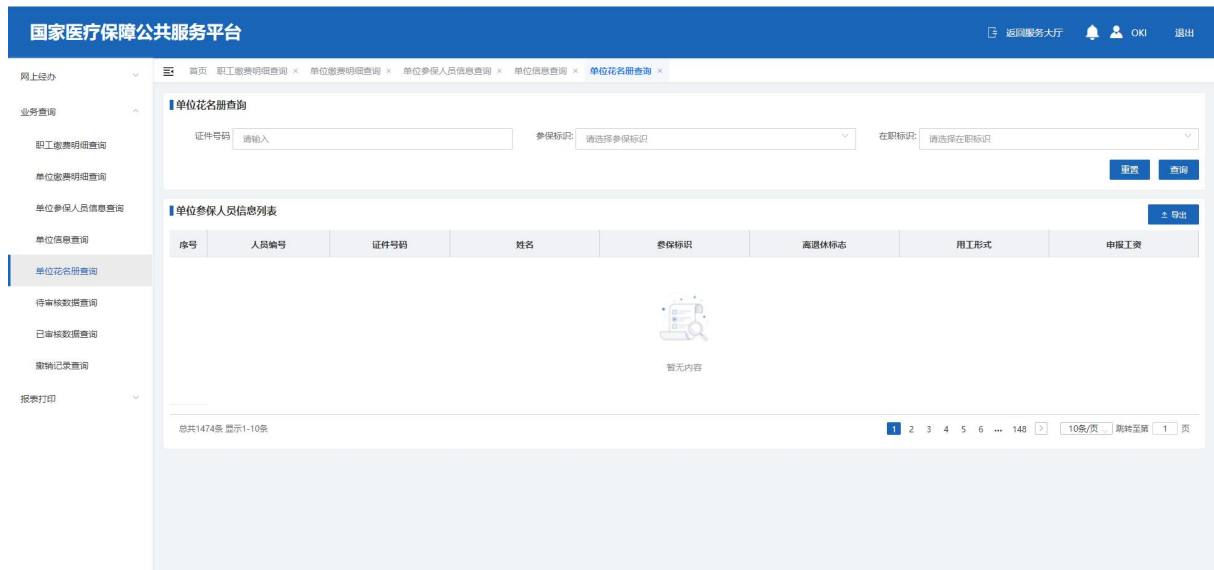 国家医疗保障公共服务平台
返回服务大厅 OKI 退出
网上经办
首页 职工缴费明细查询 × 单位缴费明细查询 × 单位参保人员信息查询 × 单位信息查询 × 单位花名册查询 ×
业务查询
单位花名册查询
证件号码 请输入 参保标识: 请选择参保标识 在职标识: 请选择在职标识
重置 查询
职工缴费明细查询
单位缴费明细查询
单位参保人员信息查询
单位信息查询
单位花名册查询
待审核数据查询
已审核数据查询
撤销记录查询
报表打印
单位参保人员信息列表
导出
序号 人员编号 证件号码 姓名 参保标识 离退休标志 用工形式 申报工资
暂无内容
总共1474条 显示1-10条
1 2 3 4 5 6 ··· 148 > 10条/页 跳转至第 1 页